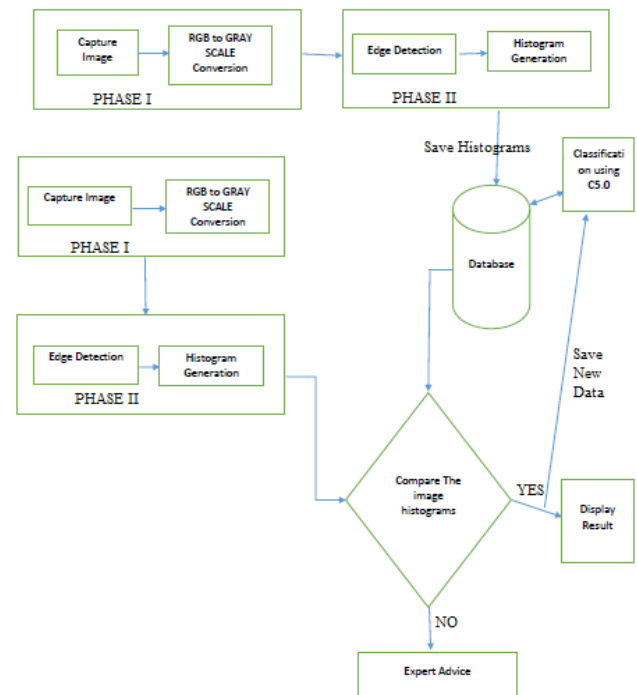 Capture
Image
RGB to GRAY
SCALE
Conversion
PHASE I
Edge Detection
Histogram
Generation
PHASE II
Save Histograms
Classificati
on using
C5.0
Capture Image
RGB to GRAY
SCALE
Conversion
PHASE I
Database
Edge Detection
Histogram
Generation
PHASE II
Save
New
Data
Compare The
image
histograms
YES
Display
Result
NO
Expert Advice